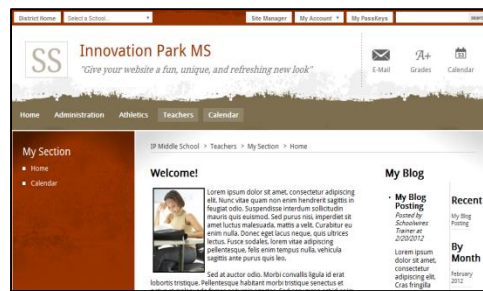 District Home Select a School... Site Manager My Account My PassKeys
SS
Innovation Park MS
"Give your website a fun, unique, and refreshing new look"
E-Mail A+ Grades Calendar
Home Administration Athletics Teachers Calendar
My Section
Home
Calendar
IP Middle School > Teachers > My Section > Home
Welcome!
Lorem ipsum dolor sit amet, consectetur adipiscing
elit. Nunc vitae quam non enim hendrerit sagittis in
feugiat odio. Suspendisse interdum sollicitudin
mauris quis euismod. Sed purus nisi, imperdiet sit
amet luctus malesuada, mattis a velit. Curabitur eu
enim nulla. Donec eget lacus neque, quis ultrices
lectus. Fusce sodales, lorem vitae adipiscing
pellentesque, felis enim tempus nulla, vehicula
sagittis ante purus quis leo.
Sed at auctor odio. Morbi convallis ligula id erat
lobortis tristique. Pellentesque habitant morbi tristique senectus et
My Blog
My Blog
Posting
Posted by
Schoolwires
Trainer at
2/20/2012
Lorem ipsum
dolor sit amet,
consectetur
adipiscing elit.
Cras fringilla
Recent
My Blog
Posting
By
Month
February
2012